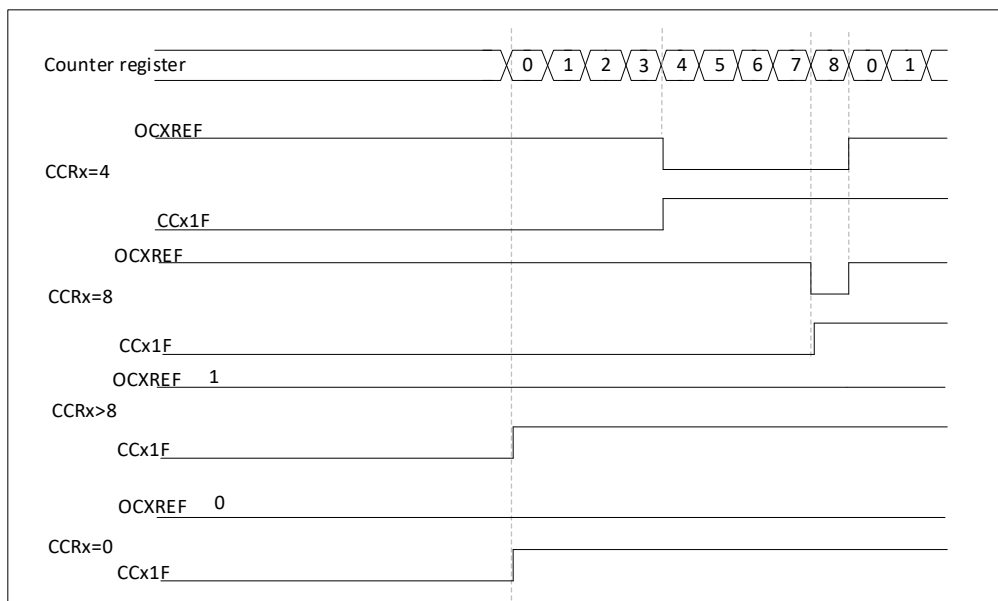 Counter register 0 1 2 3 4 5 6 7 8 0 1
OCXREF
CCRx=4
CCx1F
OCXREF
CCRx=8
CCx1F
OCXREF 1
CCRx>8
CCx1F
OCXREF 0
CCRx=0
CCx1F